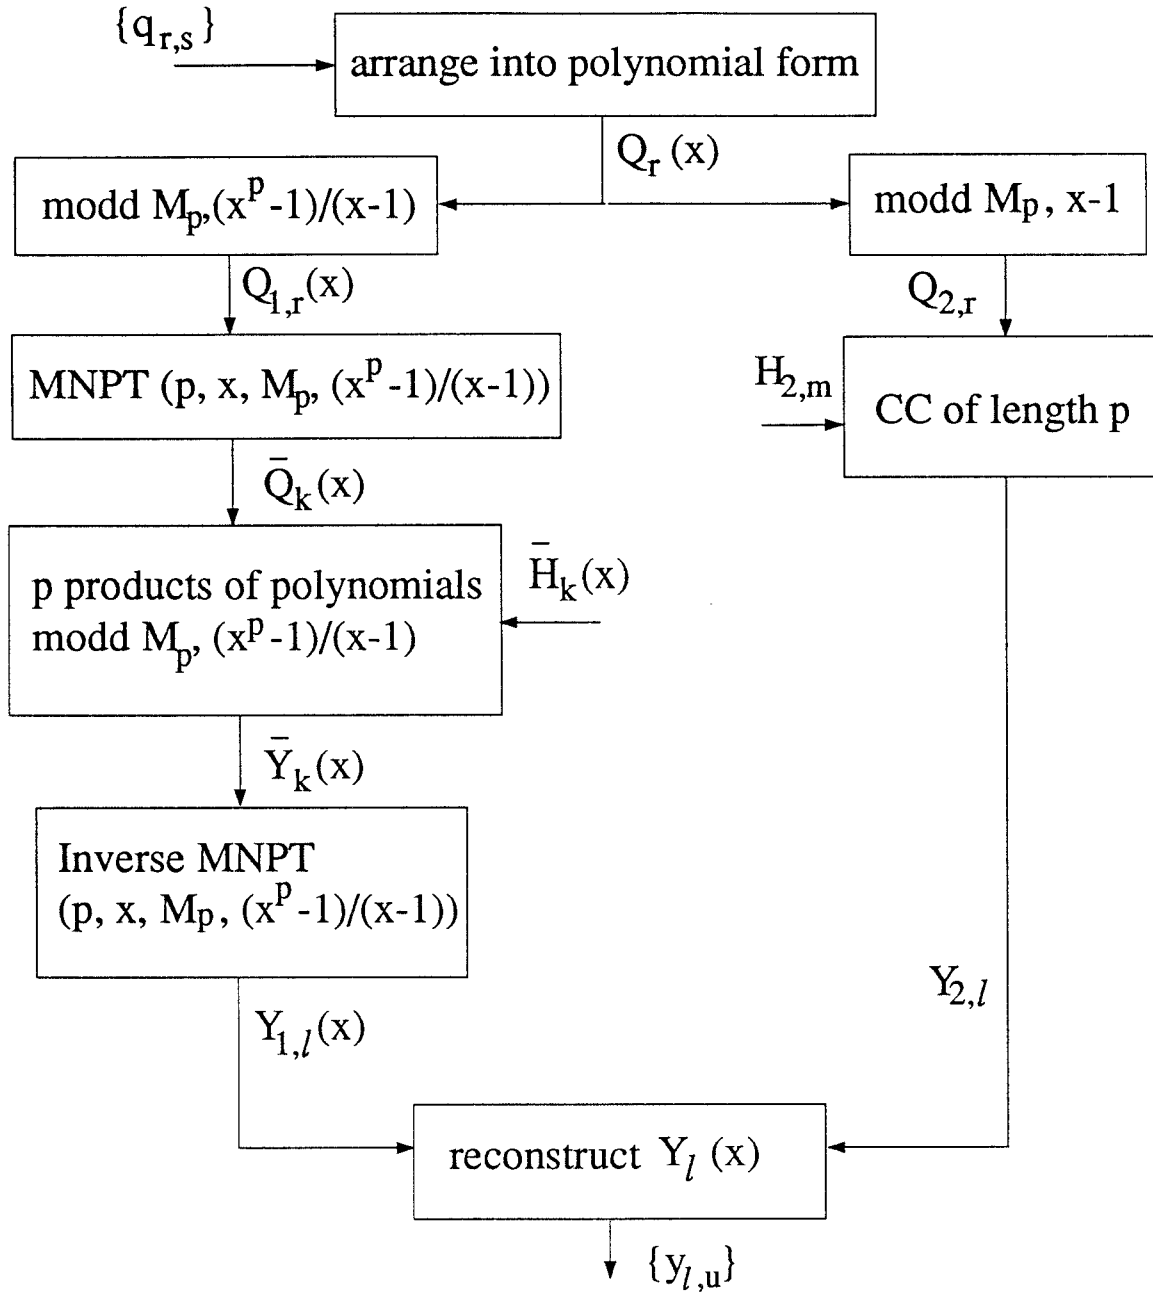 {q_{r,s}}
arrange into polynomial form
Q_r (x)
modd M_p, (x^p -1)/(x-1)
modd M_p , x-1
Q_{1,r}(x)
Q_{2,r}
MNPT (p, x, M_p, (x^p -1)/(x-1))
H_{2,m}
CC of length p
Q̄_k(x)
p products of polynomials
modd M_p, (x^p -1)/(x-1)
H̄_k(x)
Ȳ_k(x)
Inverse MNPT
(p, x, M_p , (x^p -1)/(x-1))
Y_{2,l}
Y_{1,l}(x)
reconstruct Y_l (x)
{y_{l,u}}